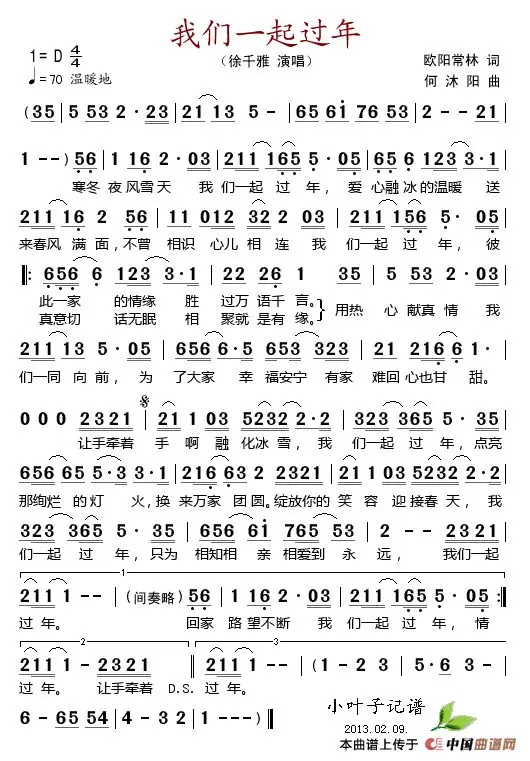 我们一起过年
1=D 4/4
（徐千雅 演唱）
欧阳常林 词
♩=70 温暖地
何沐阳 曲
(35 | 5 53 2·23 | 21 13 5 - | 65 61 76 53 | 2 - - 21 |
1 - -) 56 | 1 16 2·03 | 211 165 5·05 | 65 6 123 3·1 |
寒冬 夜风雪天 我 们一起 过 年，爱 心融冰的温暖 送
211 16 2 56 | 11 012 32 03 | 211 156 5·05 |
来春风 满 面，不曾 相识 心儿 相 连 我 们一起 过 年， 彼
‖: 656 6 123 3·1 | 22 26 1 35 | 5 53 2·03 |
此一家 的情缘 胜 过万 语千 言。
真意切 话无眠 相 聚就 是有 缘。
用热 心 献真 情 我
211 13 5·05 | 656 6·5 653 323 | 21 216 6 1 |
们一同 向前， 为 了大家 幸 福安宁 有家 难回 心也 甘 甜。
0 0 0 2321 | 21 1 03 5232 2·2 | 323 365 5·35 |
让手牵着 手 啊 融 化冰 雪， 我 们一起 过 年，点亮
656 65 5·3 3·1 | 216 63 2 2321 | 21 1 03 5232 2·2 |
那绚烂 的灯 火，换 来万家 团圆。绽放你的 笑 容 迎 接春 天， 我
323 365 5·35 | 656 61 765 53 | 2 - - 2321 |
们一起 过 年，只为 相知相 亲 相爱到 永 远， 我们一起
1
211 1 - - | (间奏略) 56 | 1 16 2·03 | 211 165 5·05 :‖
过 年。 回家 路 望不断 我 们一起 过 年， 情
2 3
211 1 - 2321 ‖ 211 1 - - | (1 - 23 | 5·6 53 2 - |
过 年。 让手牵着 D.S. 过 年。
6 - 65 54 | 4 - 3 32 | 1 - - -) ‖
小叶子记谱
2013.02.09.
本曲谱上传于 中国曲谱网